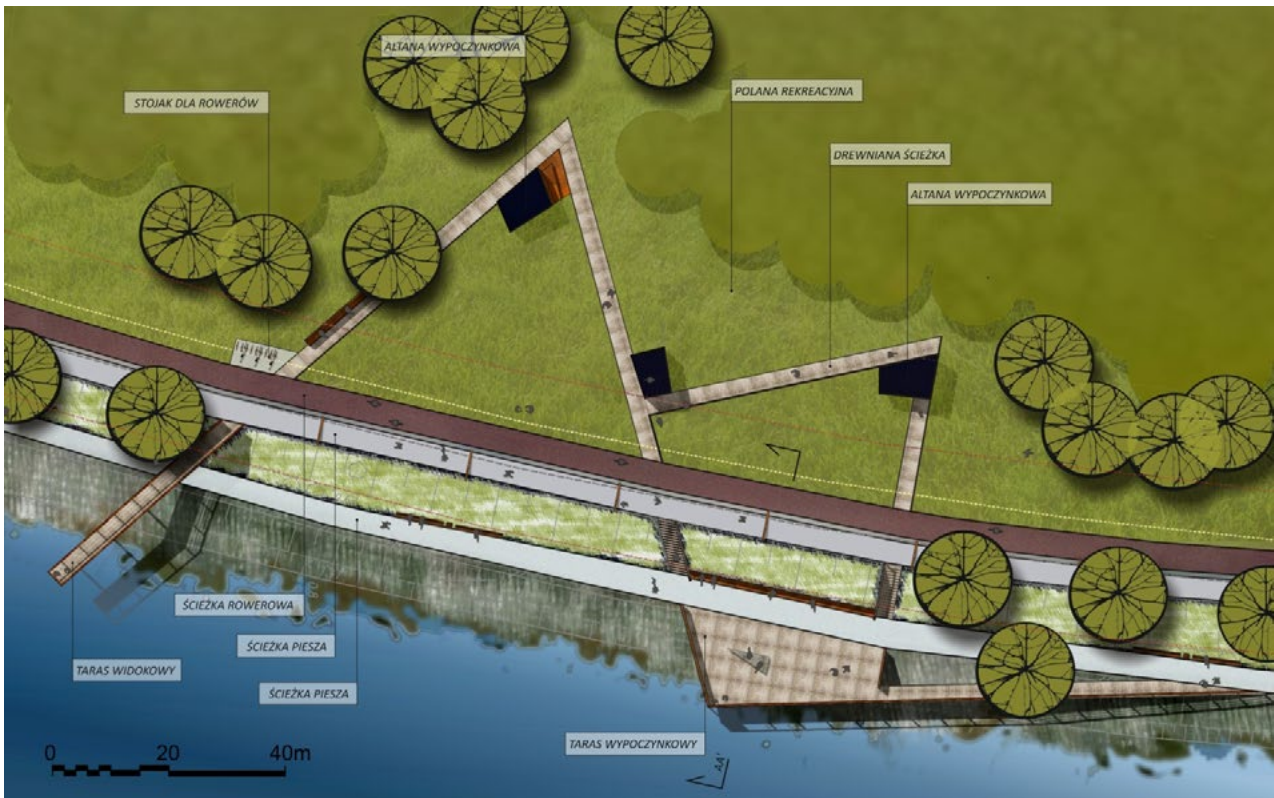 ALTANA WYPOCZYNKOWA
STOJAK DLA ROWERÓW
POLANA REKREACYJNA
DREWNIANA ŚCIEŻKA
ALTANA WYPOCZYNKOWA
ŚCIEŻKA ROWEROWA
ŚCIEŻKA PIESZA
TARAS WIDOKOWY
ŚCIEŻKA PIESZA
TARAS WYPOCZYNKOWY
0 20 40m
AA'